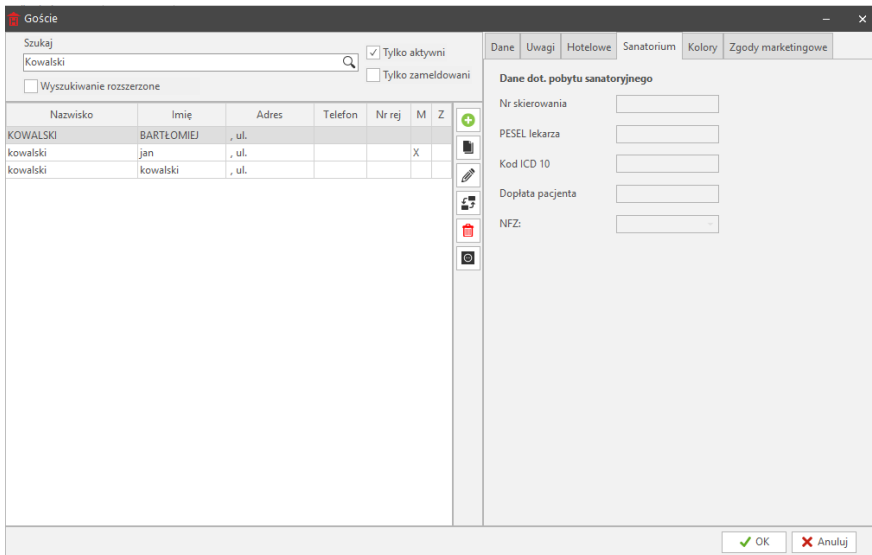 Goście
Szukaj
Kowalski
Tylko aktywni
Tylko zameldowani
Wyszukiwanie rozszerzone
Nazwisko Imię Adres Telefon Nr rej M Z
KOWALSKI BARTŁOMIEJ , ul.
kowalski jan , ul. X
kowalski kowalski , ul.
Dane Uwagi Hotelowe Sanatorium Kolory Zgody marketingowe
Dane dot. pobytu sanatoryjnego
Nr skierowania
PESEL lekarza
Kod ICD 10
Dopłata pacjenta
NFZ:
OK Anuluj